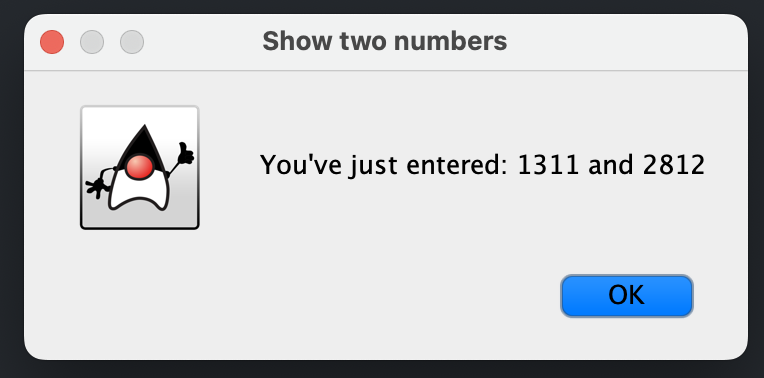 Show two numbers
You've just entered: 1311 and 2812
OK